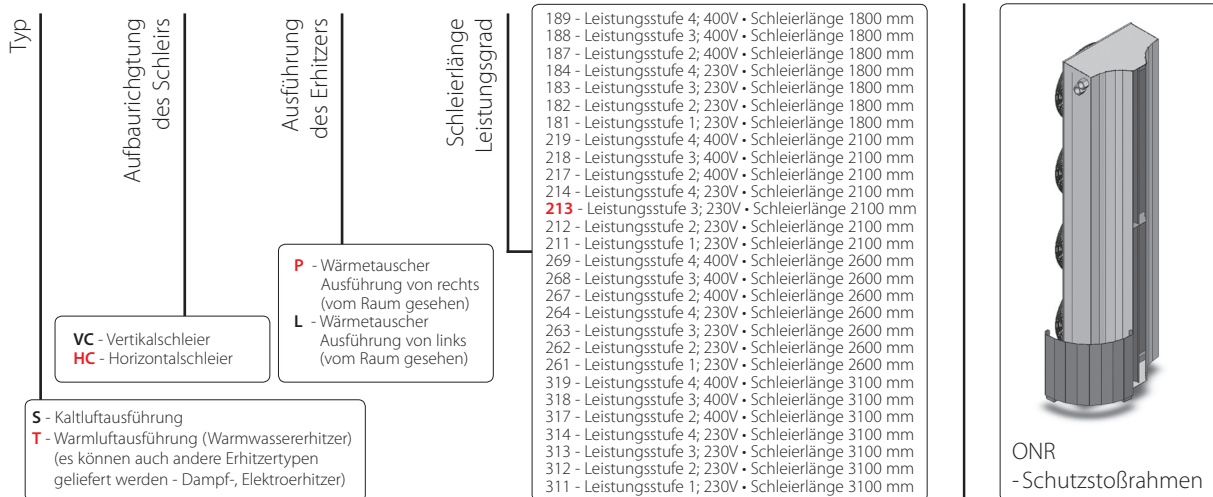 Typ
Aufbaurichgtung
des Schleirs
Ausführung
des Erhitzers
Schleierlänge
Leistungsgrad
189 - Leistungsstufe 4; 400V • Schleierlänge 1800 mm
188 - Leistungsstufe 3; 400V • Schleierlänge 1800 mm
187 - Leistungsstufe 2; 400V • Schleierlänge 1800 mm
184 - Leistungsstufe 4; 230V • Schleierlänge 1800 mm
183 - Leistungsstufe 3; 230V • Schleierlänge 1800 mm
182 - Leistungsstufe 2; 230V • Schleierlänge 1800 mm
181 - Leistungsstufe 1; 230V • Schleierlänge 1800 mm
219 - Leistungsstufe 4; 400V • Schleierlänge 2100 mm
218 - Leistungsstufe 3; 400V • Schleierlänge 2100 mm
217 - Leistungsstufe 2; 400V • Schleierlänge 2100 mm
214 - Leistungsstufe 4; 230V • Schleierlänge 2100 mm
213 - Leistungsstufe 3; 230V • Schleierlänge 2100 mm
212 - Leistungsstufe 2; 230V • Schleierlänge 2100 mm
211 - Leistungsstufe 1; 230V • Schleierlänge 2100 mm
269 - Leistungsstufe 4; 400V • Schleierlänge 2600 mm
268 - Leistungsstufe 3; 400V • Schleierlänge 2600 mm
267 - Leistungsstufe 2; 400V • Schleierlänge 2600 mm
264 - Leistungsstufe 4; 230V • Schleierlänge 2600 mm
263 - Leistungsstufe 3; 230V • Schleierlänge 2600 mm
262 - Leistungsstufe 2; 230V • Schleierlänge 2600 mm
261 - Leistungsstufe 1; 230V • Schleierlänge 2600 mm
319 - Leistungsstufe 4; 400V • Schleierlänge 3100 mm
318 - Leistungsstufe 3; 400V • Schleierlänge 3100 mm
317 - Leistungsstufe 2; 400V • Schleierlänge 3100 mm
314 - Leistungsstufe 4; 230V • Schleierlänge 3100 mm
313 - Leistungsstufe 3; 230V • Schleierlänge 3100 mm
312 - Leistungsstufe 2; 230V • Schleierlänge 3100 mm
311 - Leistungsstufe 1; 230V • Schleierlänge 3100 mm
P - Wärmetauscher
Ausführung von rechts
(vom Raum gesehen)
L - Wärmetauscher
Ausführung von links
(vom Raum gesehen)
VC - Vertikalschleier
HC - Horizontalschleier
S - Kaltluftausführung
T - Warmluftausführung (Warmwassererhitzer)
(es können auch andere Erhitzertypen
geliefert werden - Dampf-, Elektroerhitzer)
ONR
- Schutzstoßrahmen